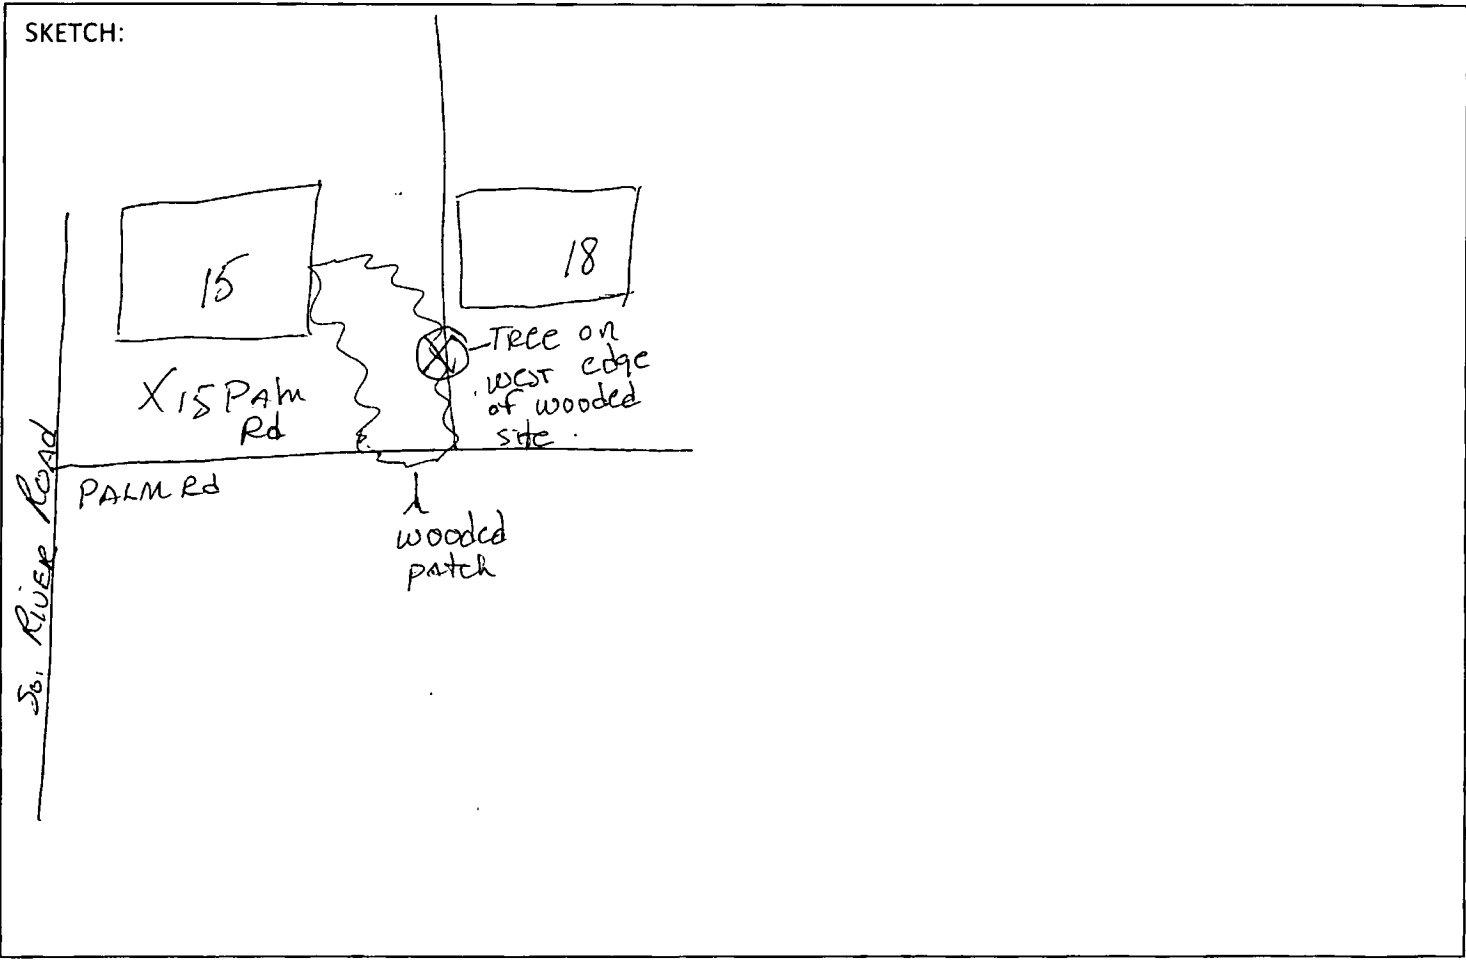 SKETCH:
15
18
TREE on
west edge
of wooded
site.
X 15 PALM
Rd
PALM Rd
So. RIVER ROAD
wooded
patch